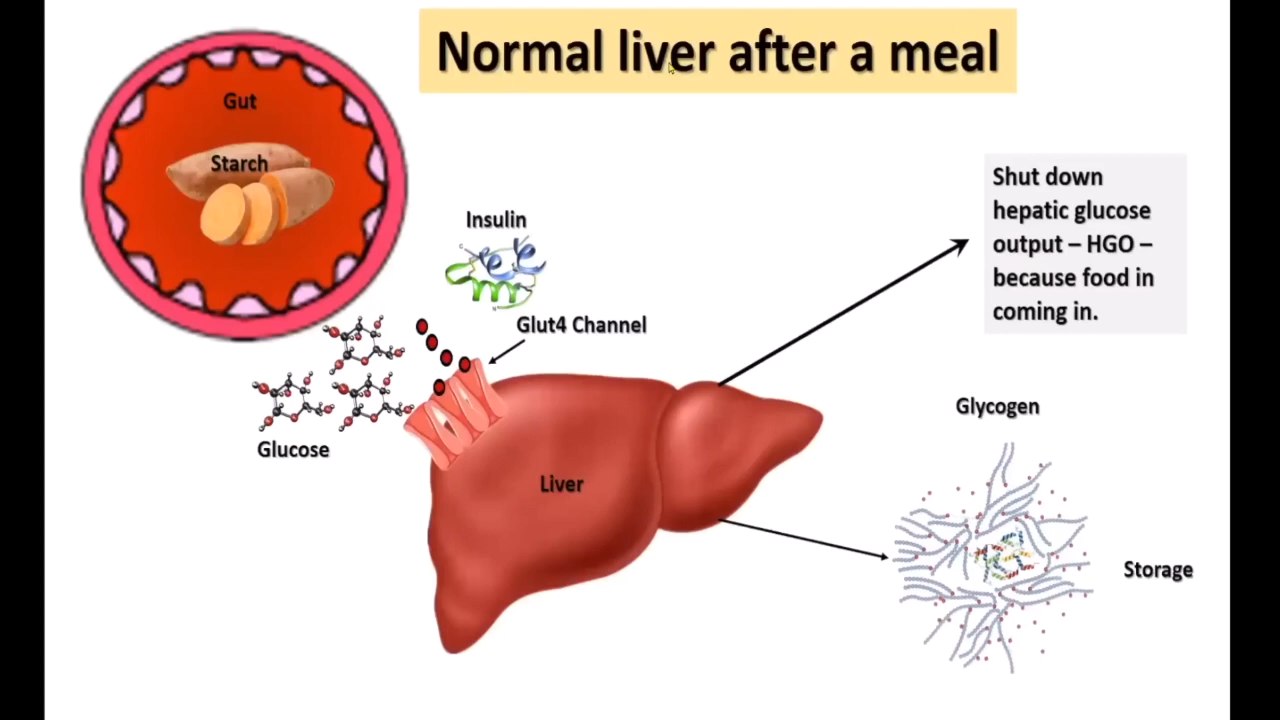 Normal liver after a meal
Gut
Starch
Insulin
Glut4 Channel
Glucose
Liver
Shut down
hepatic glucose
output – HGO –
because food in
coming in.
Glycogen
Storage